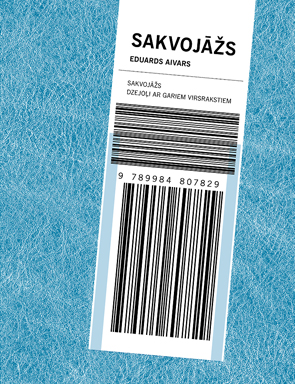 SAKVOJĀŽS
EDUARDS AIVARS
SAKVOJĀŽS
DZEJOĻI AR GARIEM VIRSRAKSTIEM
9 789984 807829